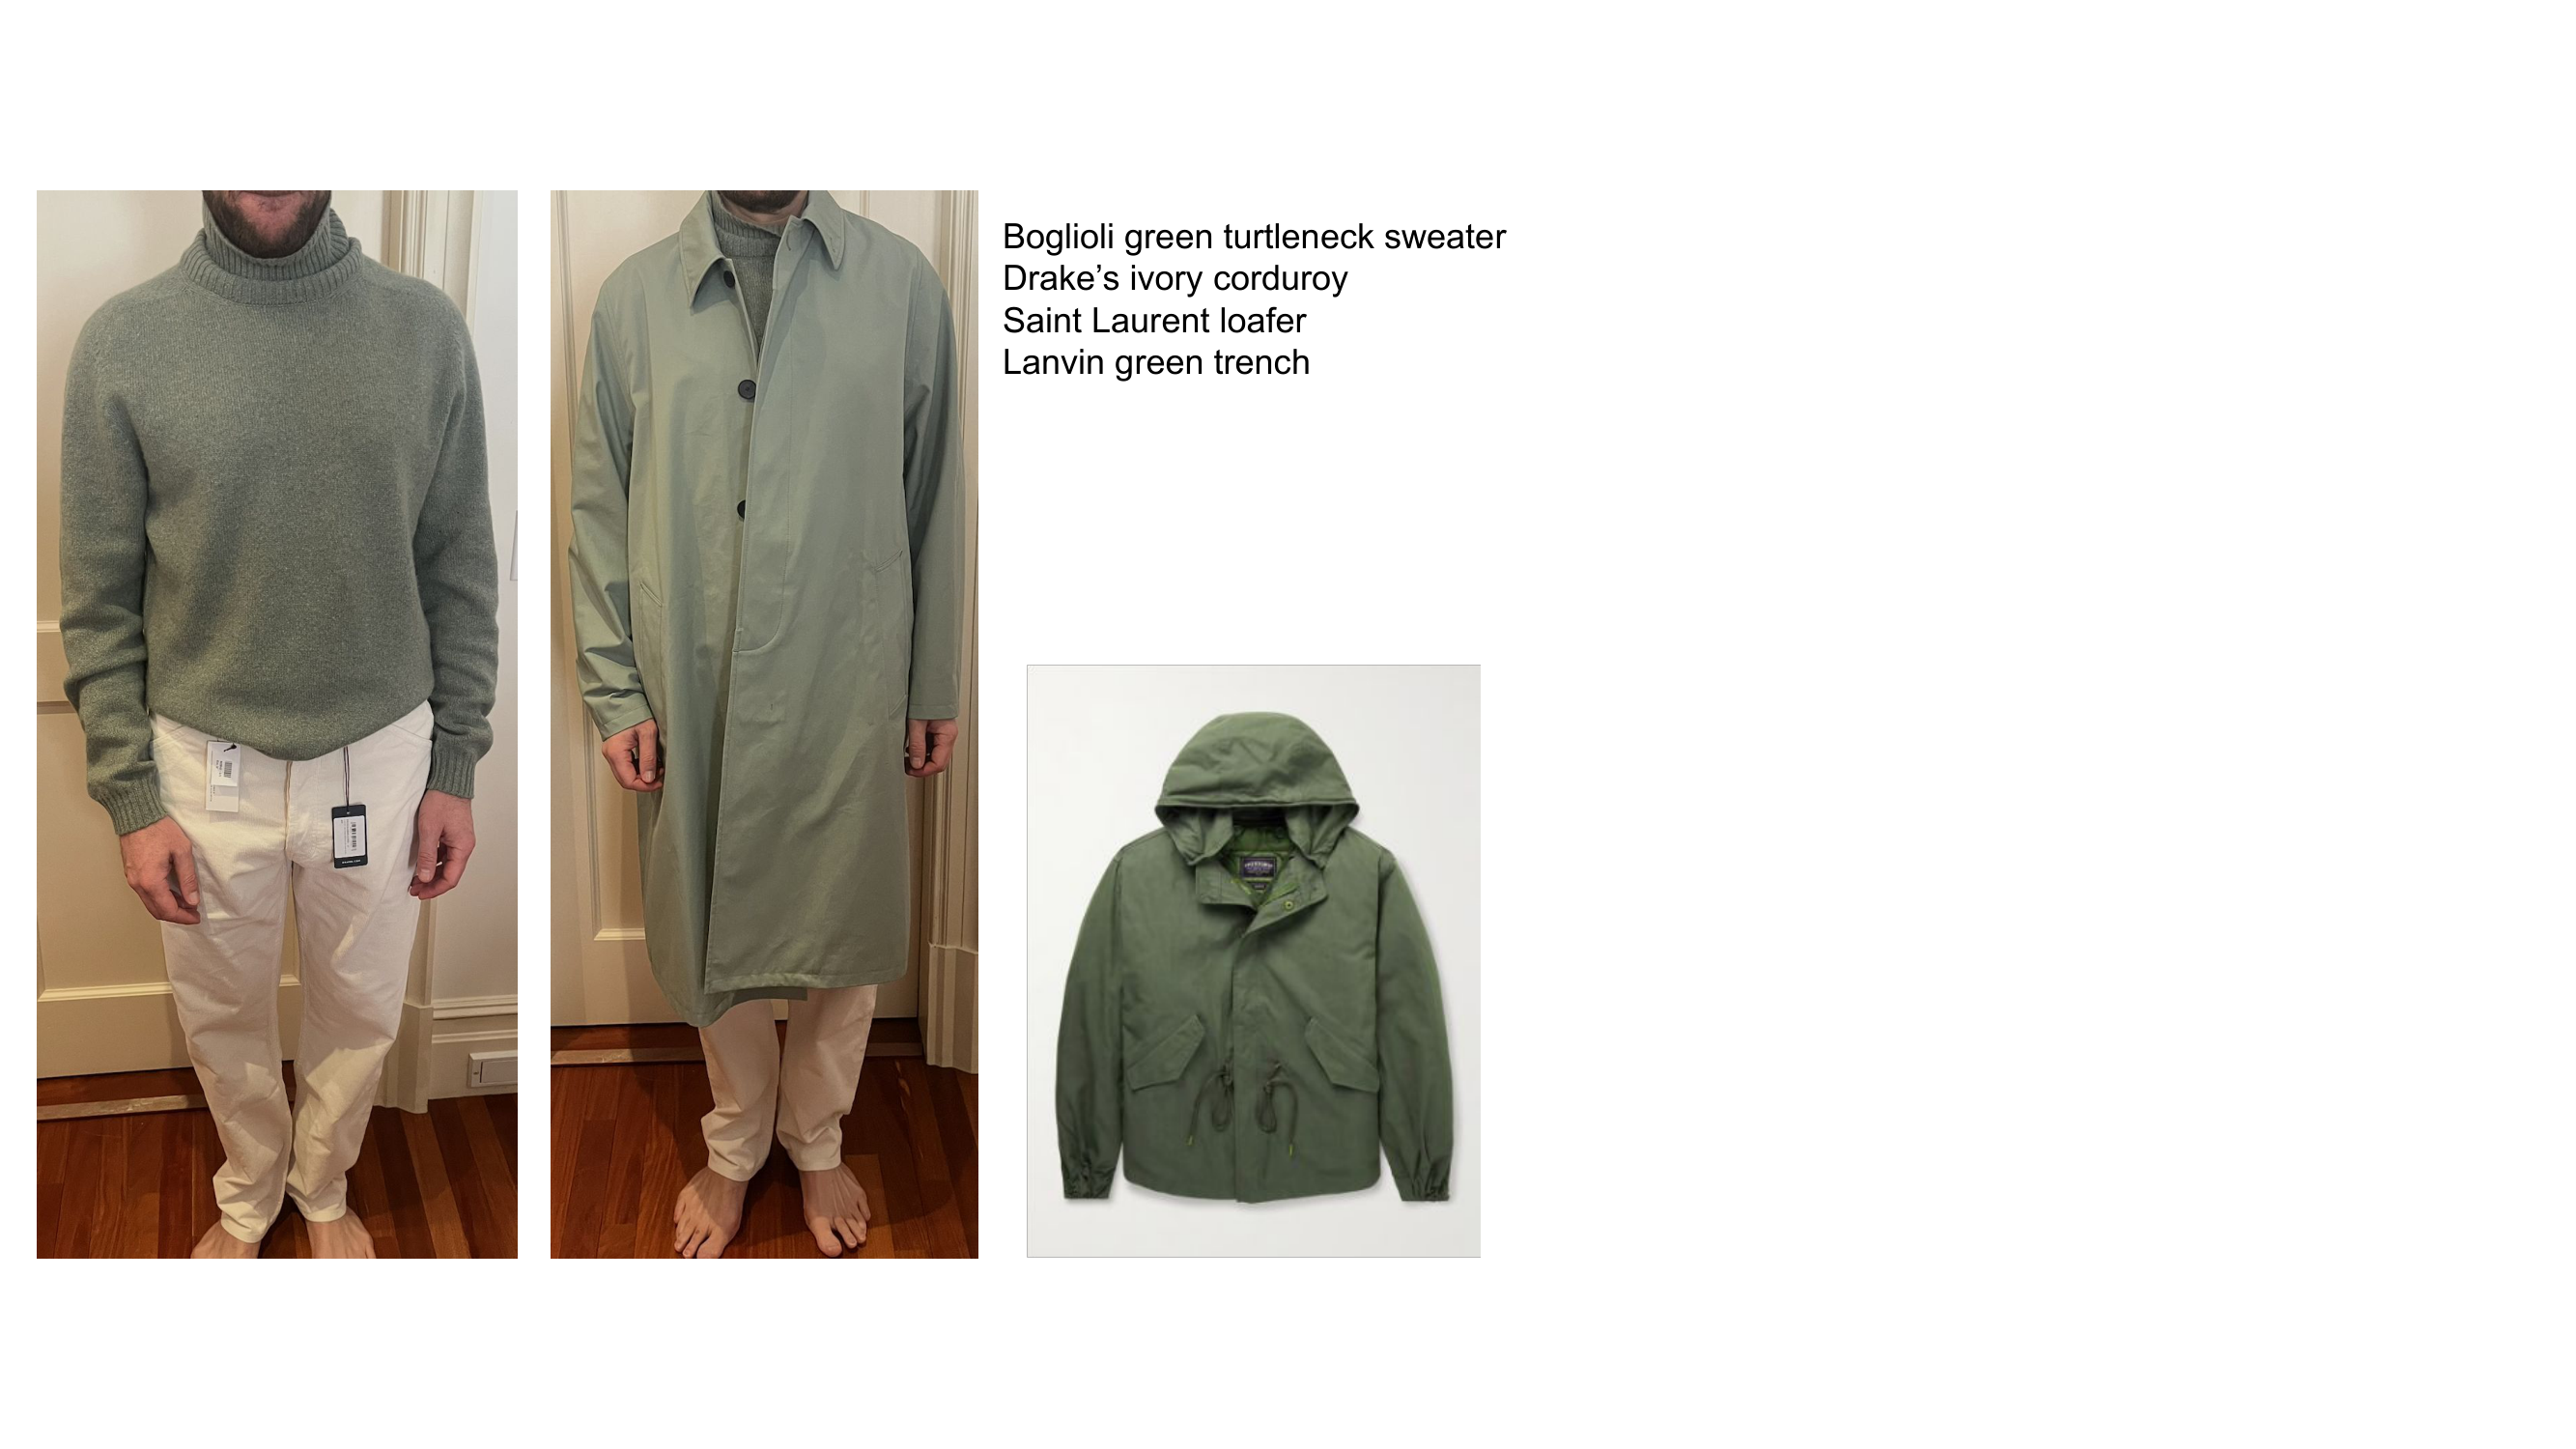 Boglioli green turtleneck sweater
Drake’s ivory corduroy
Saint Laurent loafer
Lanvin green trench